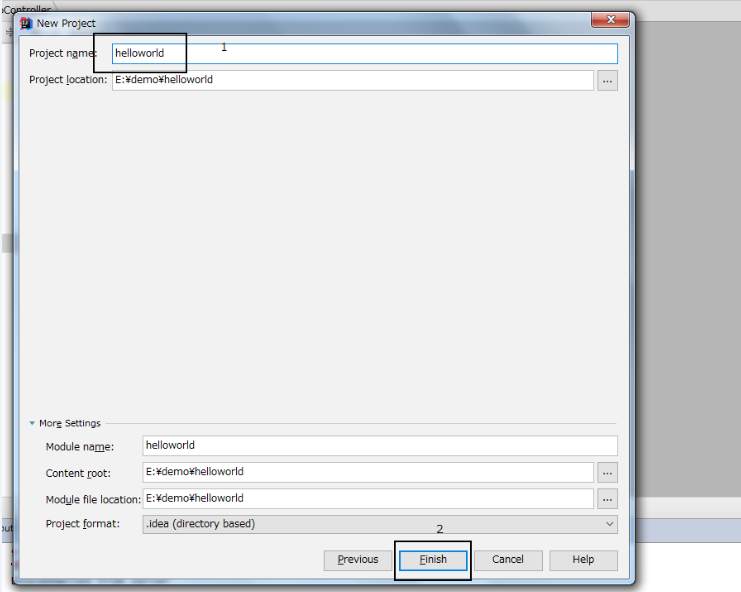 Controller
New Project
Project name: helloworld 1
Project location: E:¥demo¥helloworld ...
More Settings
Module name: helloworld
Content root: E:¥demo¥helloworld ...
Module file location: E:¥demo¥helloworld ...
Project format: .idea (directory based)
2
Previous Finish Cancel Help